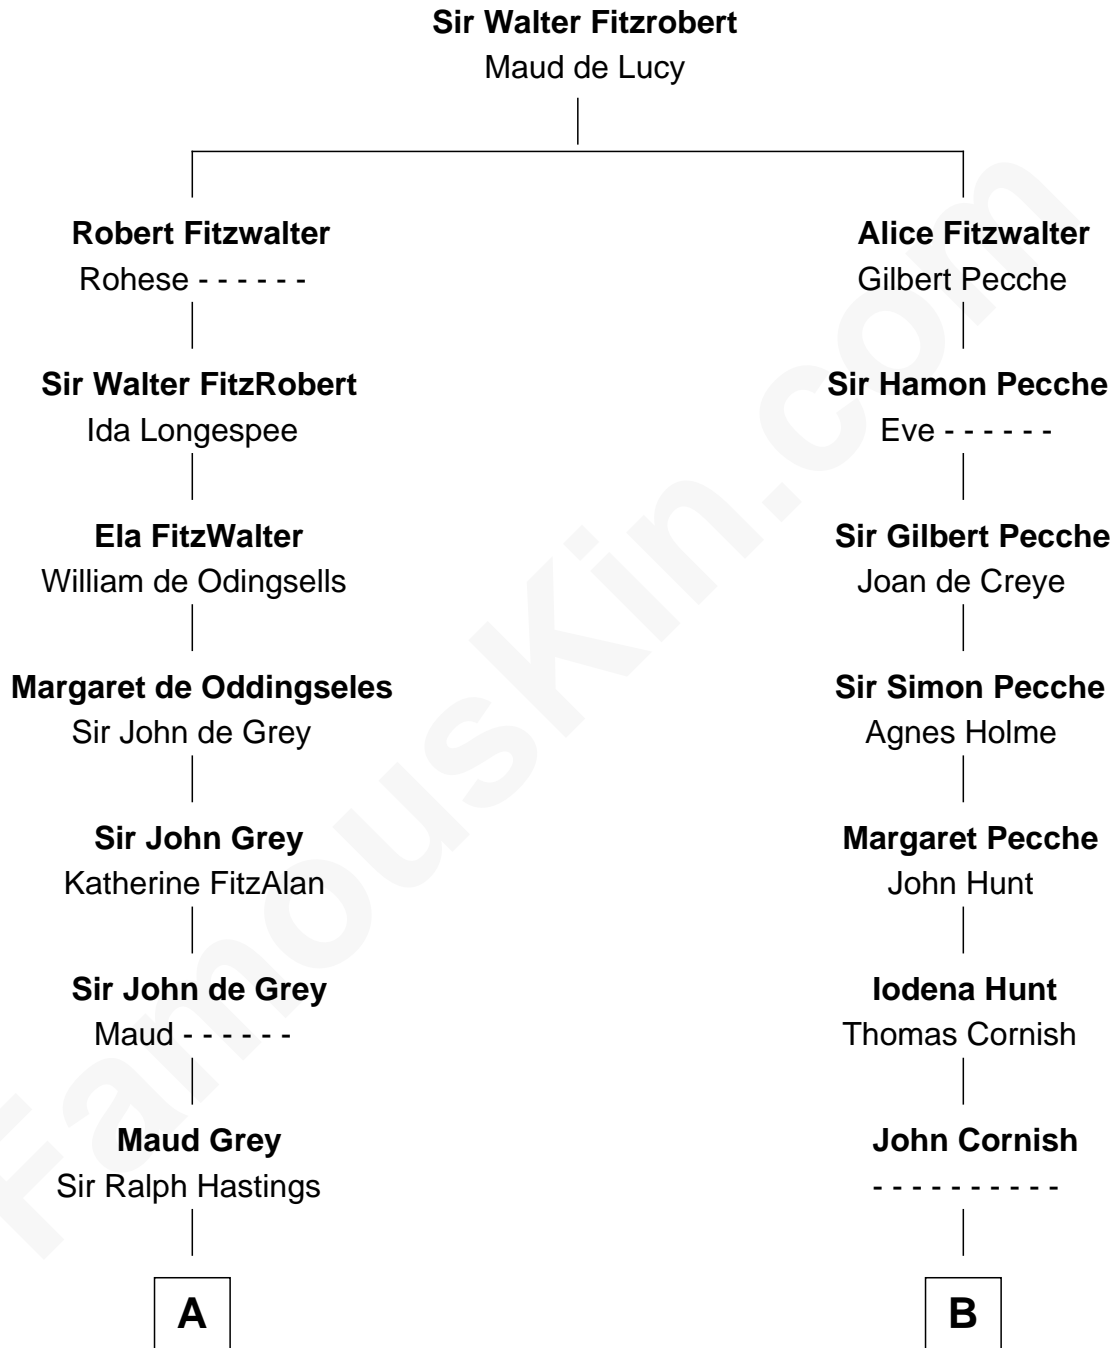 Sir Walter Fitzrobert
Maud de Lucy
Robert Fitzwalter
Rohese - - - - - -
Alice Fitzwalter
Gilbert Pecche
Sir Walter FitzRobert
Ida Longespee
Sir Hamon Pecche
Eve - - - - - -
Ela FitzWalter
William de Odingsells
Sir Gilbert Pecche
Joan de Creye
Margaret de Oddingseles
Sir John de Grey
Sir Simon Pecche
Agnes Holme
Sir John Grey
Katherine FitzAlan
Margaret Pecche
John Hunt
Sir John de Grey
Maud - - - - - -
Iodena Hunt
Thomas Cornish
Maud Grey
Sir Ralph Hastings
John Cornish
- - - - - - - - - -
A
B
FamousKin.com